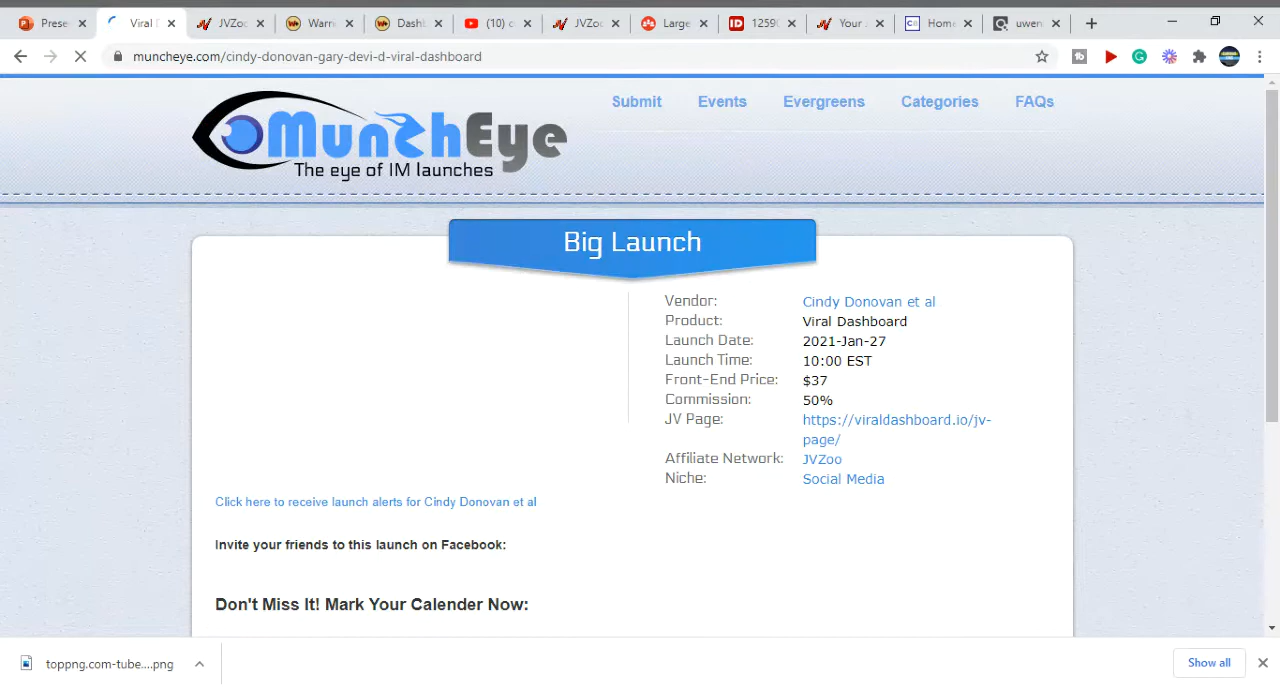 Prese
Viral D
JVZoo
Warri
Dashb
(10) c
JVZoo
Large
ID
1259
Your
C
Home
uwen
muncheye.com/cindy-donovan-gary-devi-d-viral-dashboard
Submit
Events
Evergreens
Categories
FAQs
MunchEye
The eye of IM launches
Big Launch
Vendor: Cindy Donovan et al
Product: Viral Dashboard
Launch Date: 2021-Jan-27
Launch Time: 10:00 EST
Front-End Price: $37
Commission: 50%
JV Page: https://viraldashboard.io/jv-
page/
Affiliate Network: JVZoo
Niche: Social Media
Click here to receive launch alerts for Cindy Donovan et al
Invite your friends to this launch on Facebook:
Don't Miss It! Mark Your Calender Now:
toppng.com-tube....png
Show all